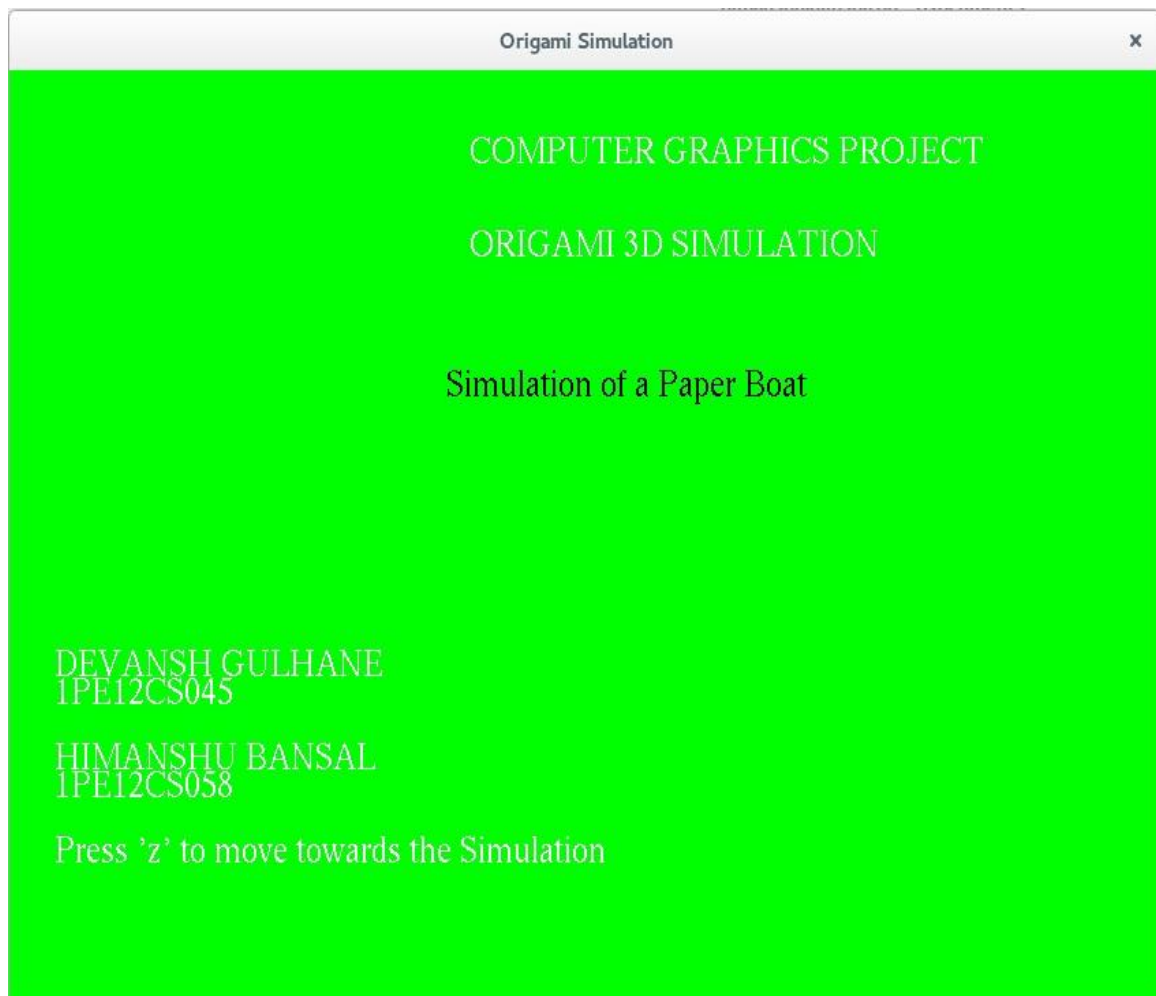 Origami Simulation x
COMPUTER GRAPHICS PROJECT
ORIGAMI 3D SIMULATION
Simulation of a Paper Boat
DEVANSH GULHANE
1PE12CS045
HIMANSHU BANSAL
1PE12CS058
Press ’z’ to move towards the Simulation